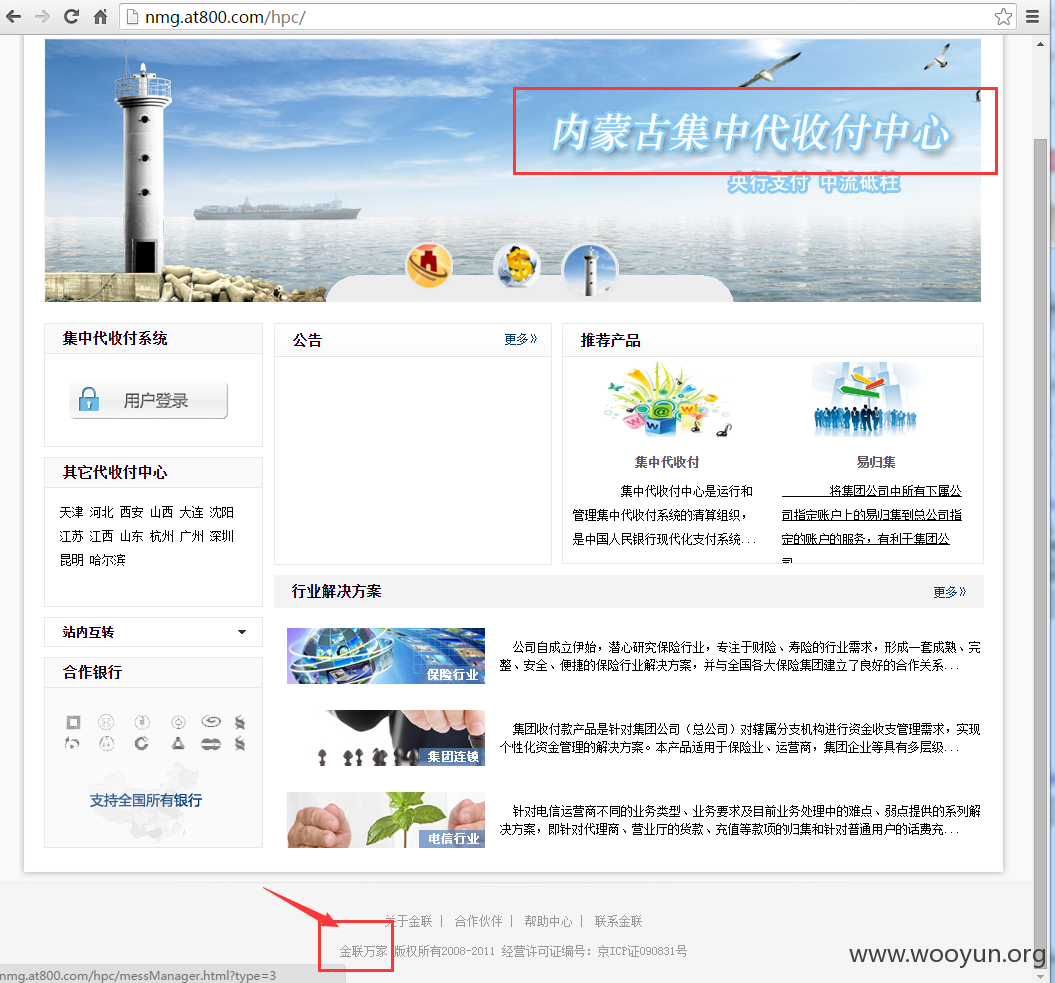 nmg.at800.com/hpc/
内蒙古集中代收付中心
央行支付 中流砥柱
集中代收付系统
用户登录
其它代收付中心
天津 河北 西安 山西 大连 沈阳
江苏 江西 山东 杭州 广州 深圳
昆明 哈尔滨
站内互转
合作银行
支持全国所有银行
公告
更多》
推荐产品
集中代收付
集中代收付中心是运行和
管理集中代收付系统的清算组织，
是中国人民银行现代化支付系统...
易归集
将集团公司中所有下属公
司指定账户上的易归集到总公司指
定的账户的服务，有利于集团公
行业解决方案
更多》
保险行业
公司自成立伊始，潜心研究保险行业，专注于财险、寿险的行业需求，形成一套成熟、完
整、安全、便捷的保险行业解决方案，并与全国各大保险集团建立了良好的合作关系...
集团连锁
集团收付款产品是针对集团公司（总公司）对辖属分支机构进行资金收支管理需求，实现
个性化资金管理的解决方案。本产品适用于保险业、运营商，集团企业等具有多层级...
电信行业
针对电信运营商不同的业务类型、业务要求及目前业务处理中的难点、弱点提供的系列解
决方案，即针对代理商、营业厅的货款、充值等款项的归集和针对普通用户的话费充...
关于金联 | 合作伙伴 | 帮助中心 | 联系金联
金联万家 版权所有2008-2011 经营许可证编号：京ICP证090831号
www.wooyun.org
nmg.at800.com/hpc/messManager.html?type=3